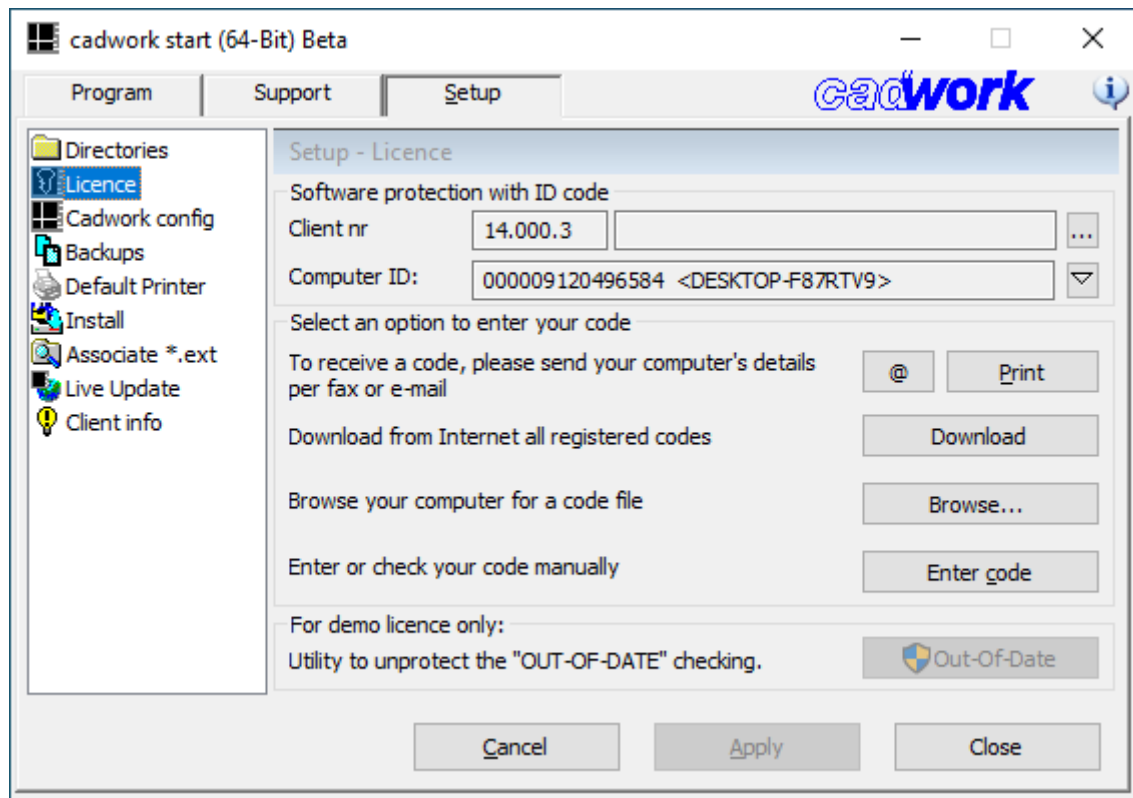 cadwork start (64-Bit) Beta
Program
Support
Setup
cadwork
Directories
Licence
Cadwork config
Backups
Default Printer
Install
Associate *.ext
Live Update
Client info
Setup - Licence
Software protection with ID code
Client nr
14.000.3
...
Computer ID:
000009120496584 <DESKTOP-F87RTV9>
Select an option to enter your code
To receive a code, please send your computer's details
per fax or e-mail
@
Print
Download from Internet all registered codes
Download
Browse your computer for a code file
Browse...
Enter or check your code manually
Enter code
For demo licence only:
Utility to unprotect the "OUT-OF-DATE" checking.
Out-Of-Date
Cancel
Apply
Close